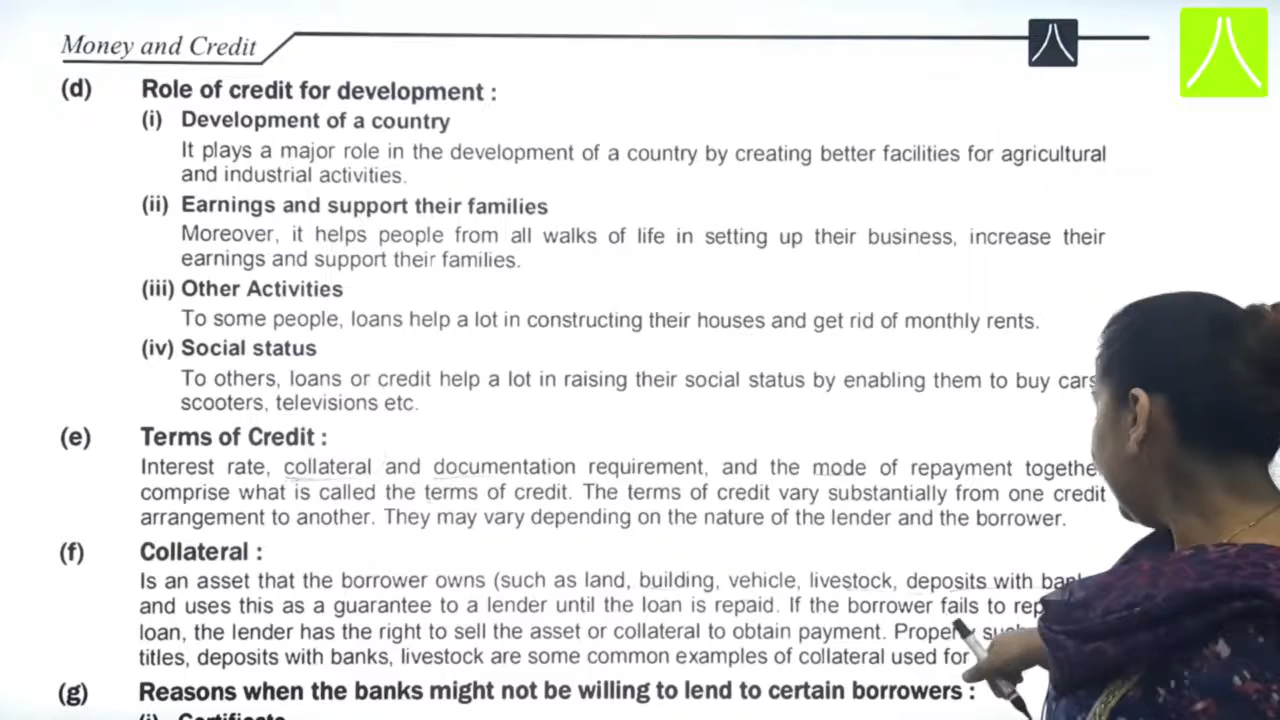 Money and Credit
(d) Role of credit for development :
(i) Development of a country
It plays a major role in the development of a country by creating better facilities for agricultural
and industrial activities.
(ii) Earnings and support their families
Moreover, it helps people from all walks of life in setting up their business, increase their
earnings and support their families.
(iii) Other Activities
To some people, loans help a lot in constructing their houses and get rid of monthly rents.
(iv) Social status
To others, loans or credit help a lot in raising their social status by enabling them to buy cars
scooters, televisions etc.
(e) Terms of Credit :
Interest rate, collateral and documentation requirement, and the mode of repayment togethe
comprise what is called the terms of credit. The terms of credit vary substantially from one credit
arrangement to another. They may vary depending on the nature of the lender and the borrower.
(f) Collateral :
Is an asset that the borrower owns (such as land, building, vehicle, livestock, deposits with
and uses this as a guarantee to a lender until the loan is repaid. If the borrower fails to rep
loan, the lender has the right to sell the asset or collateral to obtain payment.
titles, deposits with banks, livestock are some common examples of collateral used for
(g) Reasons when the banks might not be willing to lend to certain borrowers :
(i) Certificate